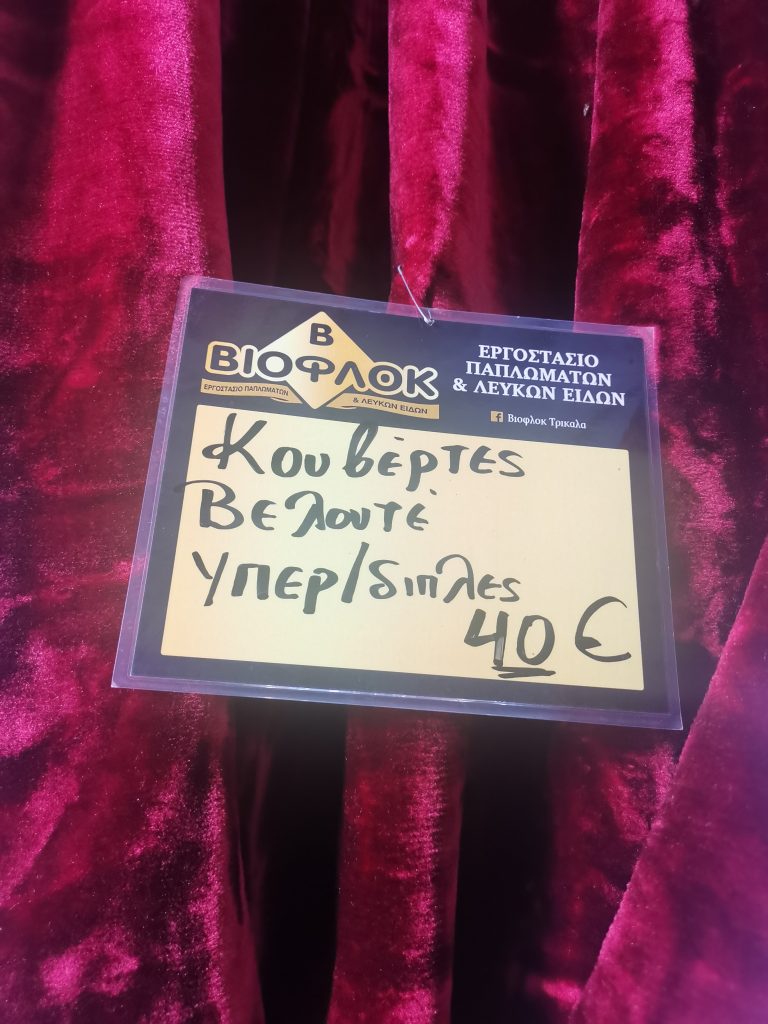 Β
ΒΙΟΦΛΟΚ
ΕΡΓΟΣΤΑΣΙΟ ΠΑΠΛΩΜΑΤΩΝ
& ΛΕΥΚΩΝ ΕΙΔΩΝ
ΕΡΓΟΣΤΑΣΙΟ
ΠΑΠΛΩΜΑΤΩΝ
& ΛΕΥΚΩΝ ΕΙΔΩΝ
f Βιοφλοκ Τρικαλα
Κουβέρτες
Βελουτέ
Υπερ/διπλες
40 €